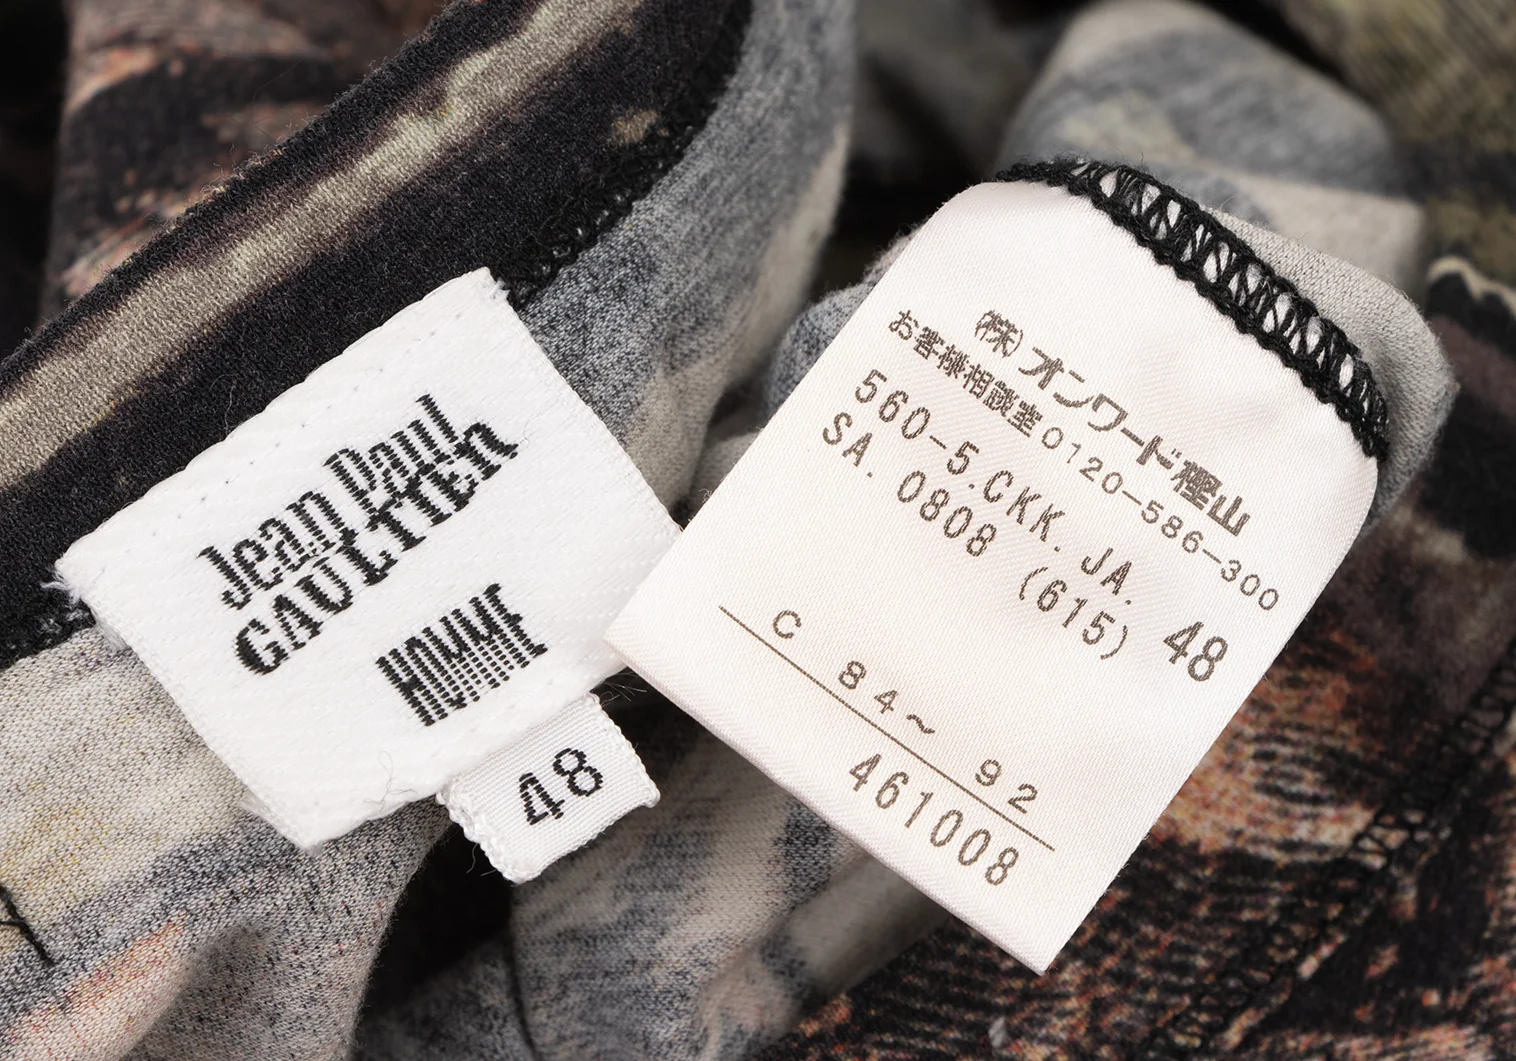 Jean Paul
GAULTIER
HOMME
48
(株)オンワード樫山
お客様相談室0120-586-300
560-5.CKK.JA.
SA.0808 (615) 48
C 84~ 92
461008